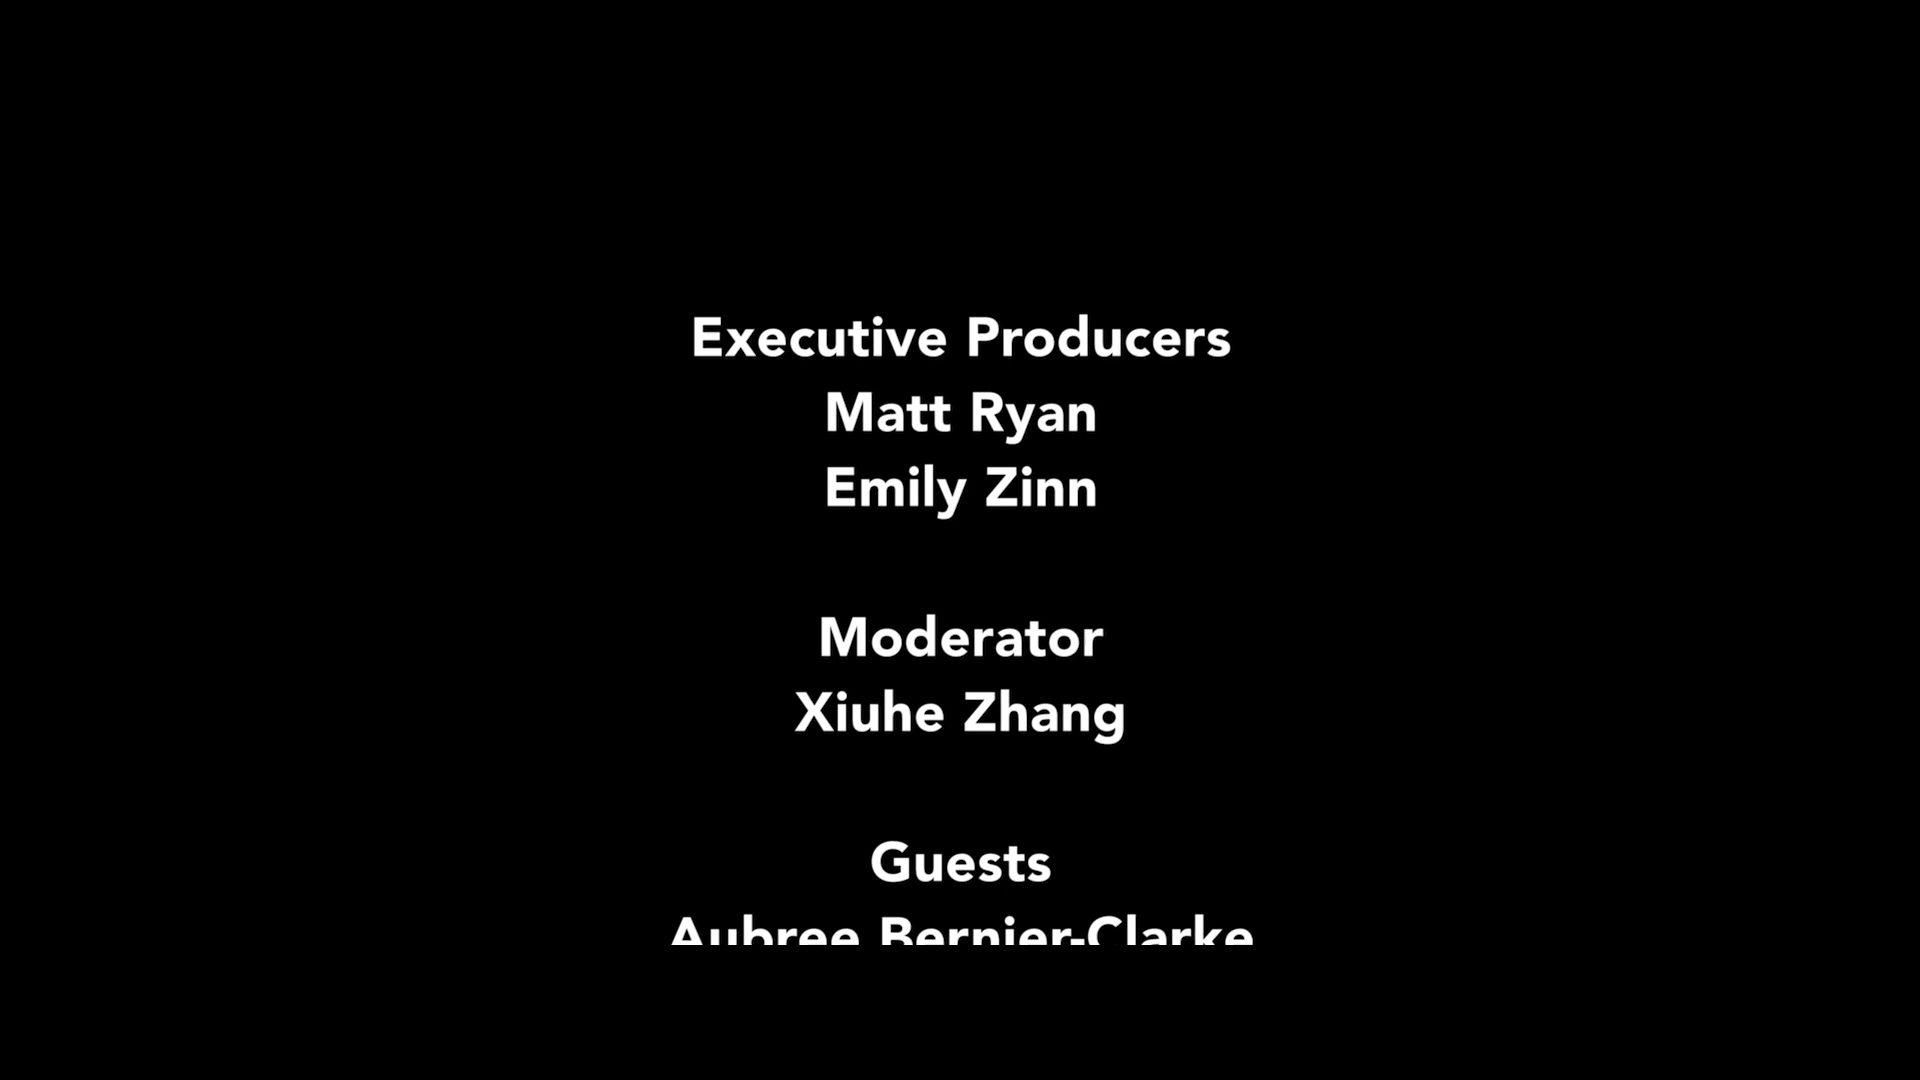 Executive Producers
Matt Ryan
Emily Zinn
Moderator
Xiuhe Zhang
Guests
Aubree Bernier-Clarke